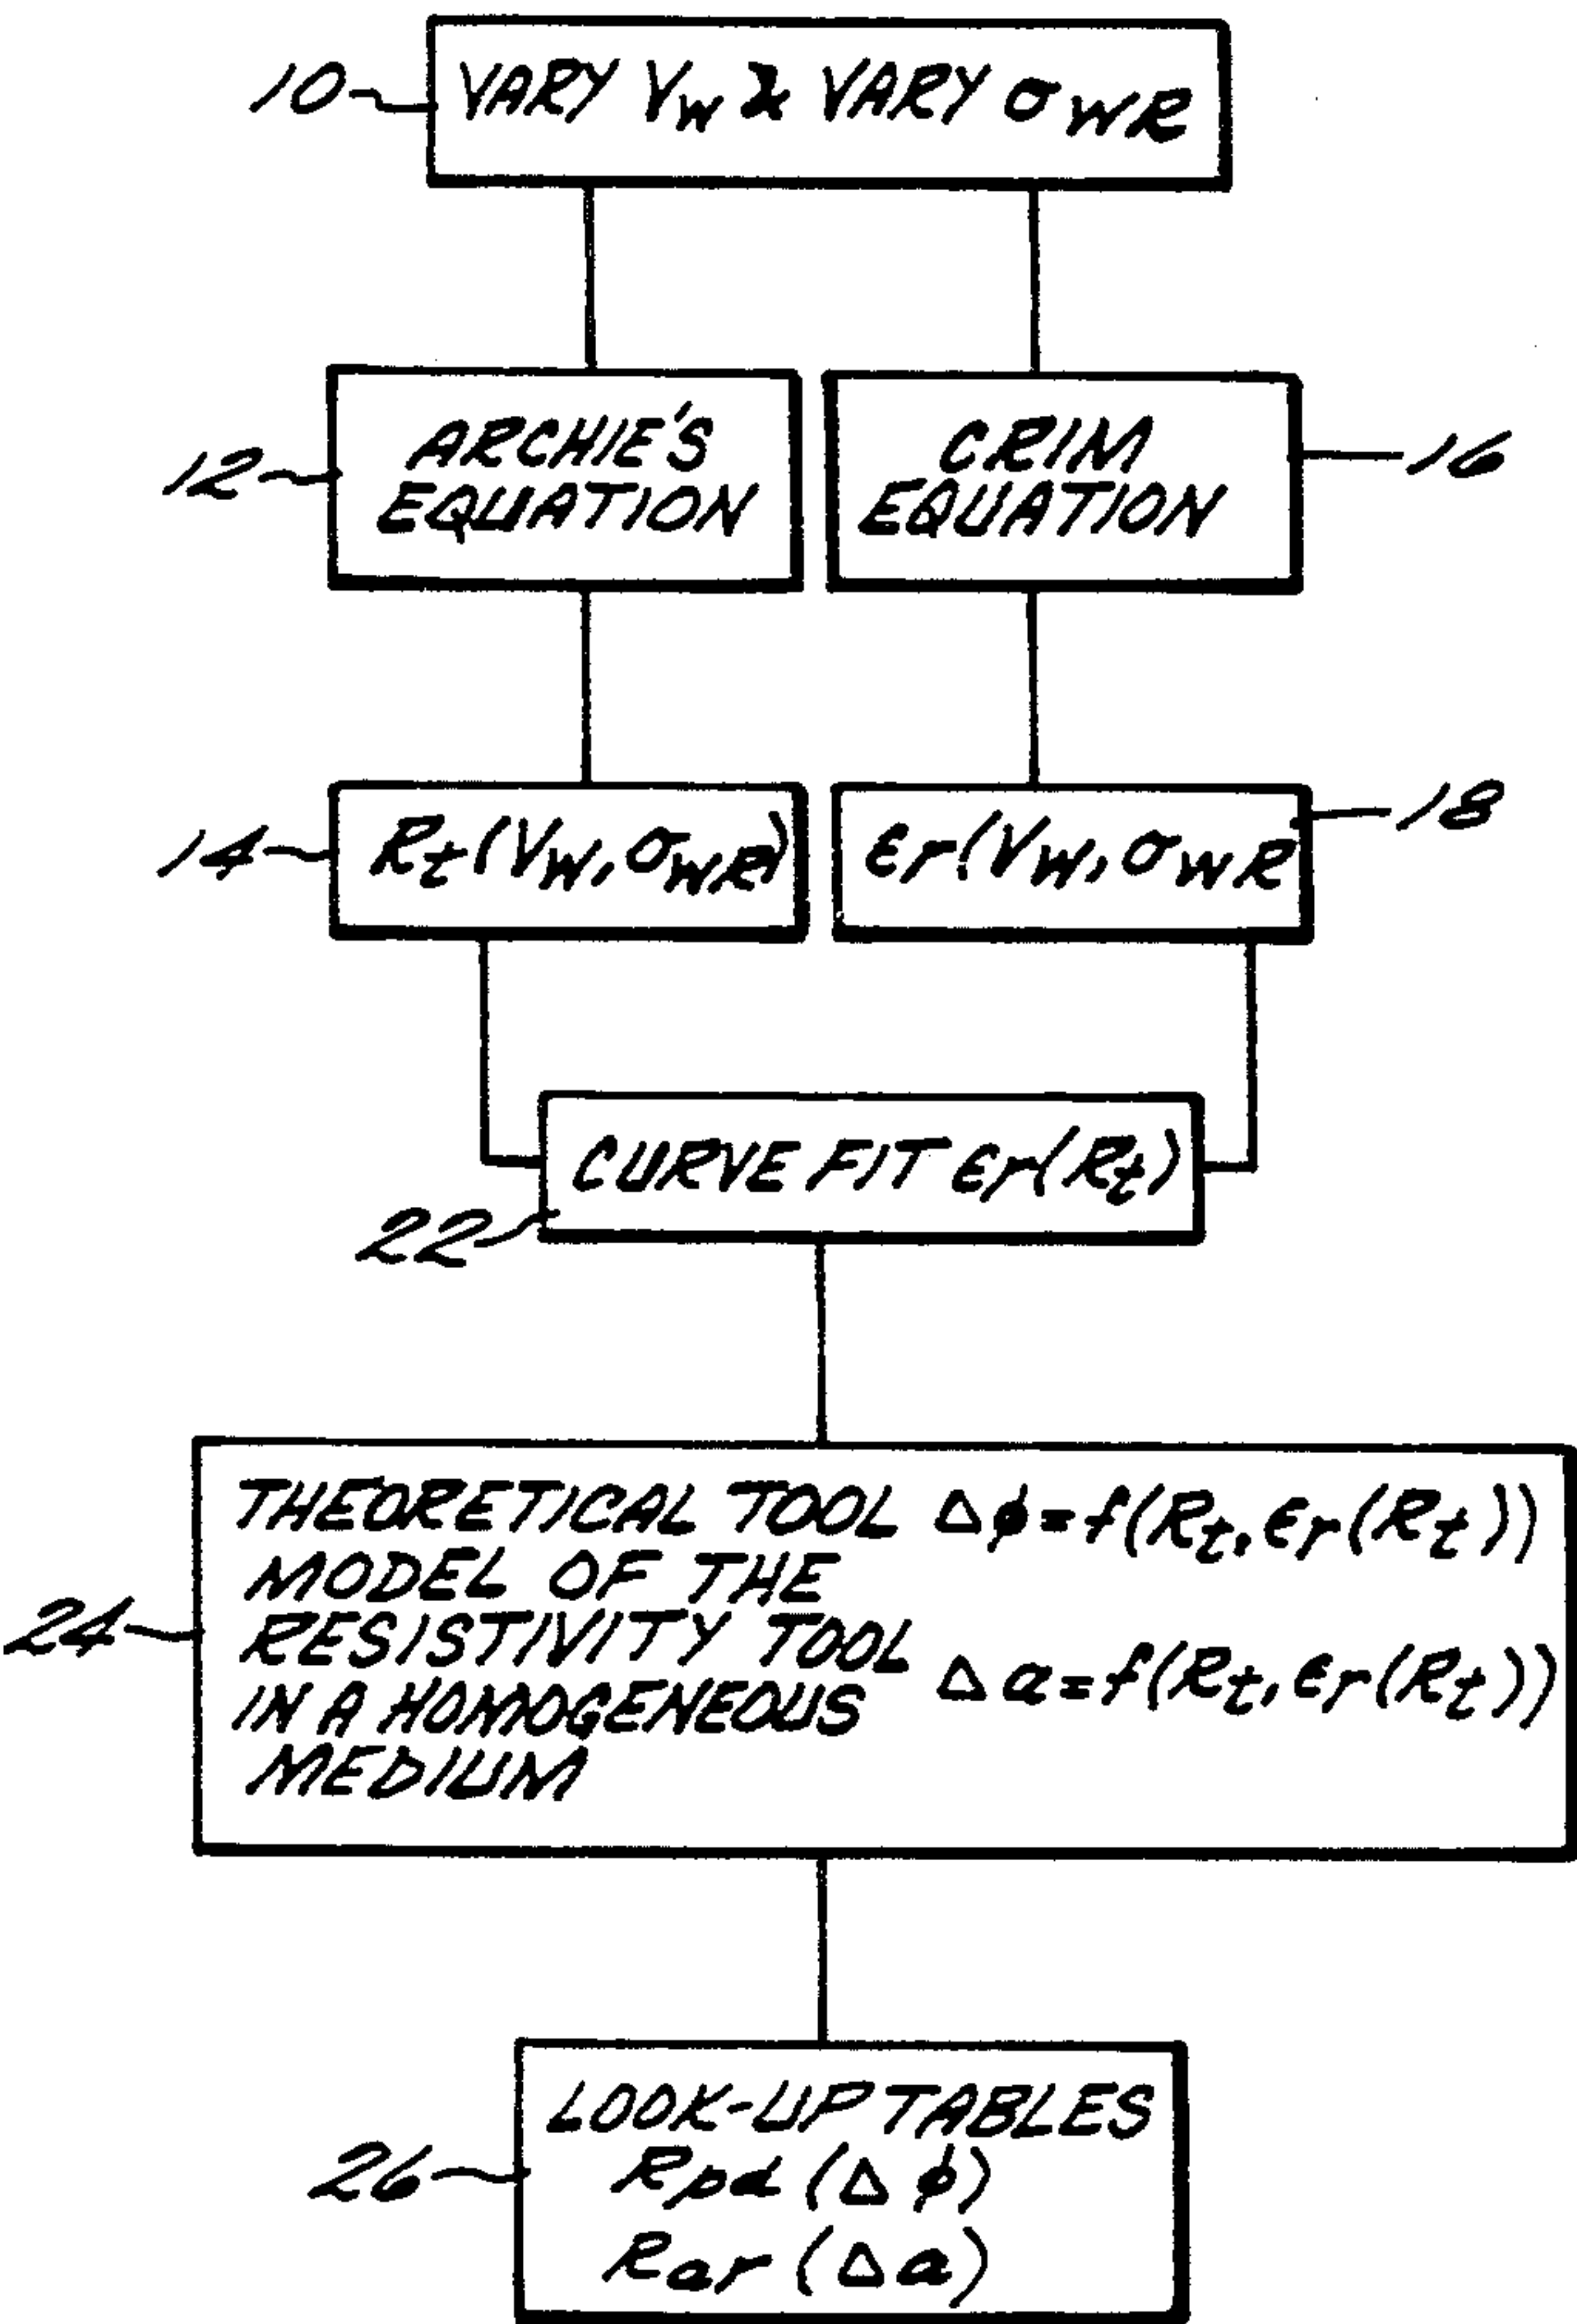 10
VARY Vw & VARY σWR
12
ARCHIE'S
EQUATION
CRIM
EQUATION
16
14
Rt(Vw, σWR)
εr(Vw, σWR
18
CURVE FIT εr(Rt)
22
24
THEORETICAL TOOL
MODEL OF THE
RESISTIVITY TOOL
IN A HOMOGENEOUS
MEDIUM
Δϕ=f(Rt, εr(Rt))
Δa=f(Rt, εr(Rt))
26
LOOK-UP TABLES
Rpd (Δϕ)
Rar (Δa)